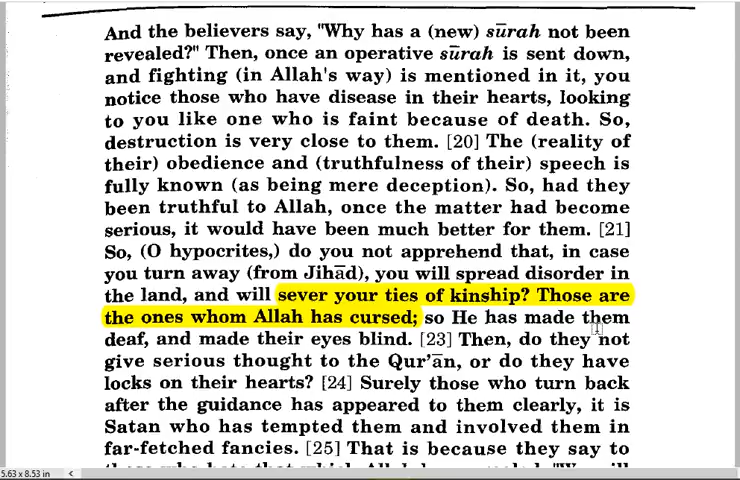 And the believers say, "Why has a (new) sūrah not been
revealed?" Then, once an operative sūrah is sent down,
and fighting (in Allah's way) is mentioned in it, you
notice those who have disease in their hearts, looking
to you like one who is faint because of death. So,
destruction is very close to them. [20] The (reality of
their) obedience and (truthfulness of their) speech is
fully known (as being mere deception). So, had they
been truthful to Allah, once the matter had become
serious, it would have been much better for them. [21]
So, (O hypocrites,) do you not apprehend that, in case
you turn away (from Jihād), you will spread disorder in
the land, and will sever your ties of kinship? Those are
the ones whom Allah has cursed; so He has made them
deaf, and made their eyes blind. [23] Then, do they not
give serious thought to the Qur'ān, or do they have
locks on their hearts? [24] Surely those who turn back
after the guidance has appeared to them clearly, it is
Satan who has tempted them and involved them in
far-fetched fancies. [25] That is because they say to
5.63 x 8.53 in